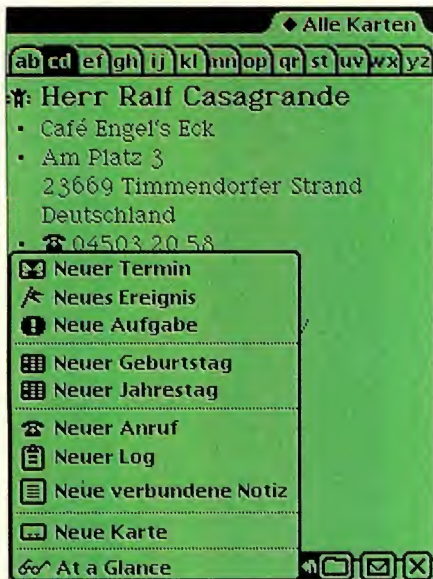 Alle Karten
ab cd ef gh ij kl mn op qr st uv wx yz
Herr Ralf Casagrande
Café Engel's Eck
Am Platz 3
23669 Timmendorfer Strand
Deutschland
04503 20 58
Neuer Termin
Neues Ereignis
Neue Aufgabe
Neuer Geburtstag
Neuer Jahrestag
Neuer Anruf
Neuer Log
Neue verbundene Notiz
Neue Karte
At a Glance